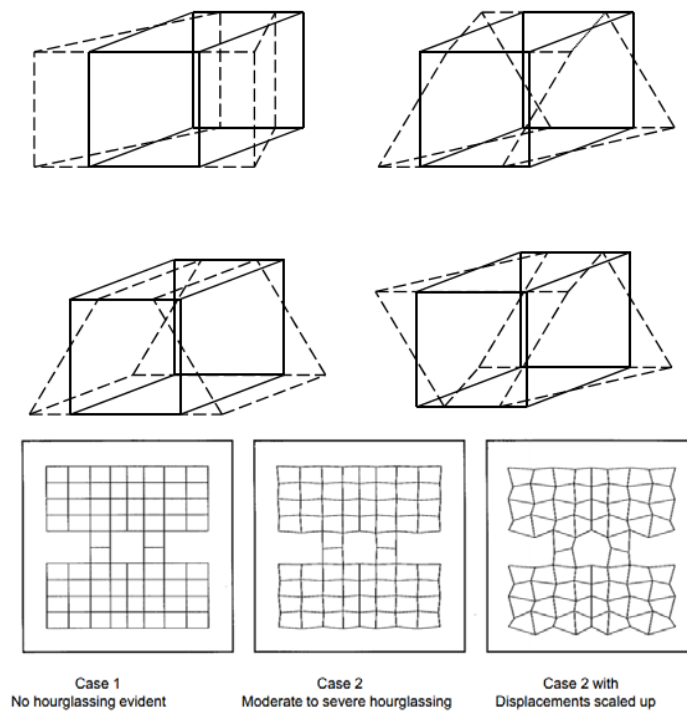 Case 1
No hourglassing evident
Case 2
Moderate to severe hourglassing
Case 2 with
Displacements scaled up